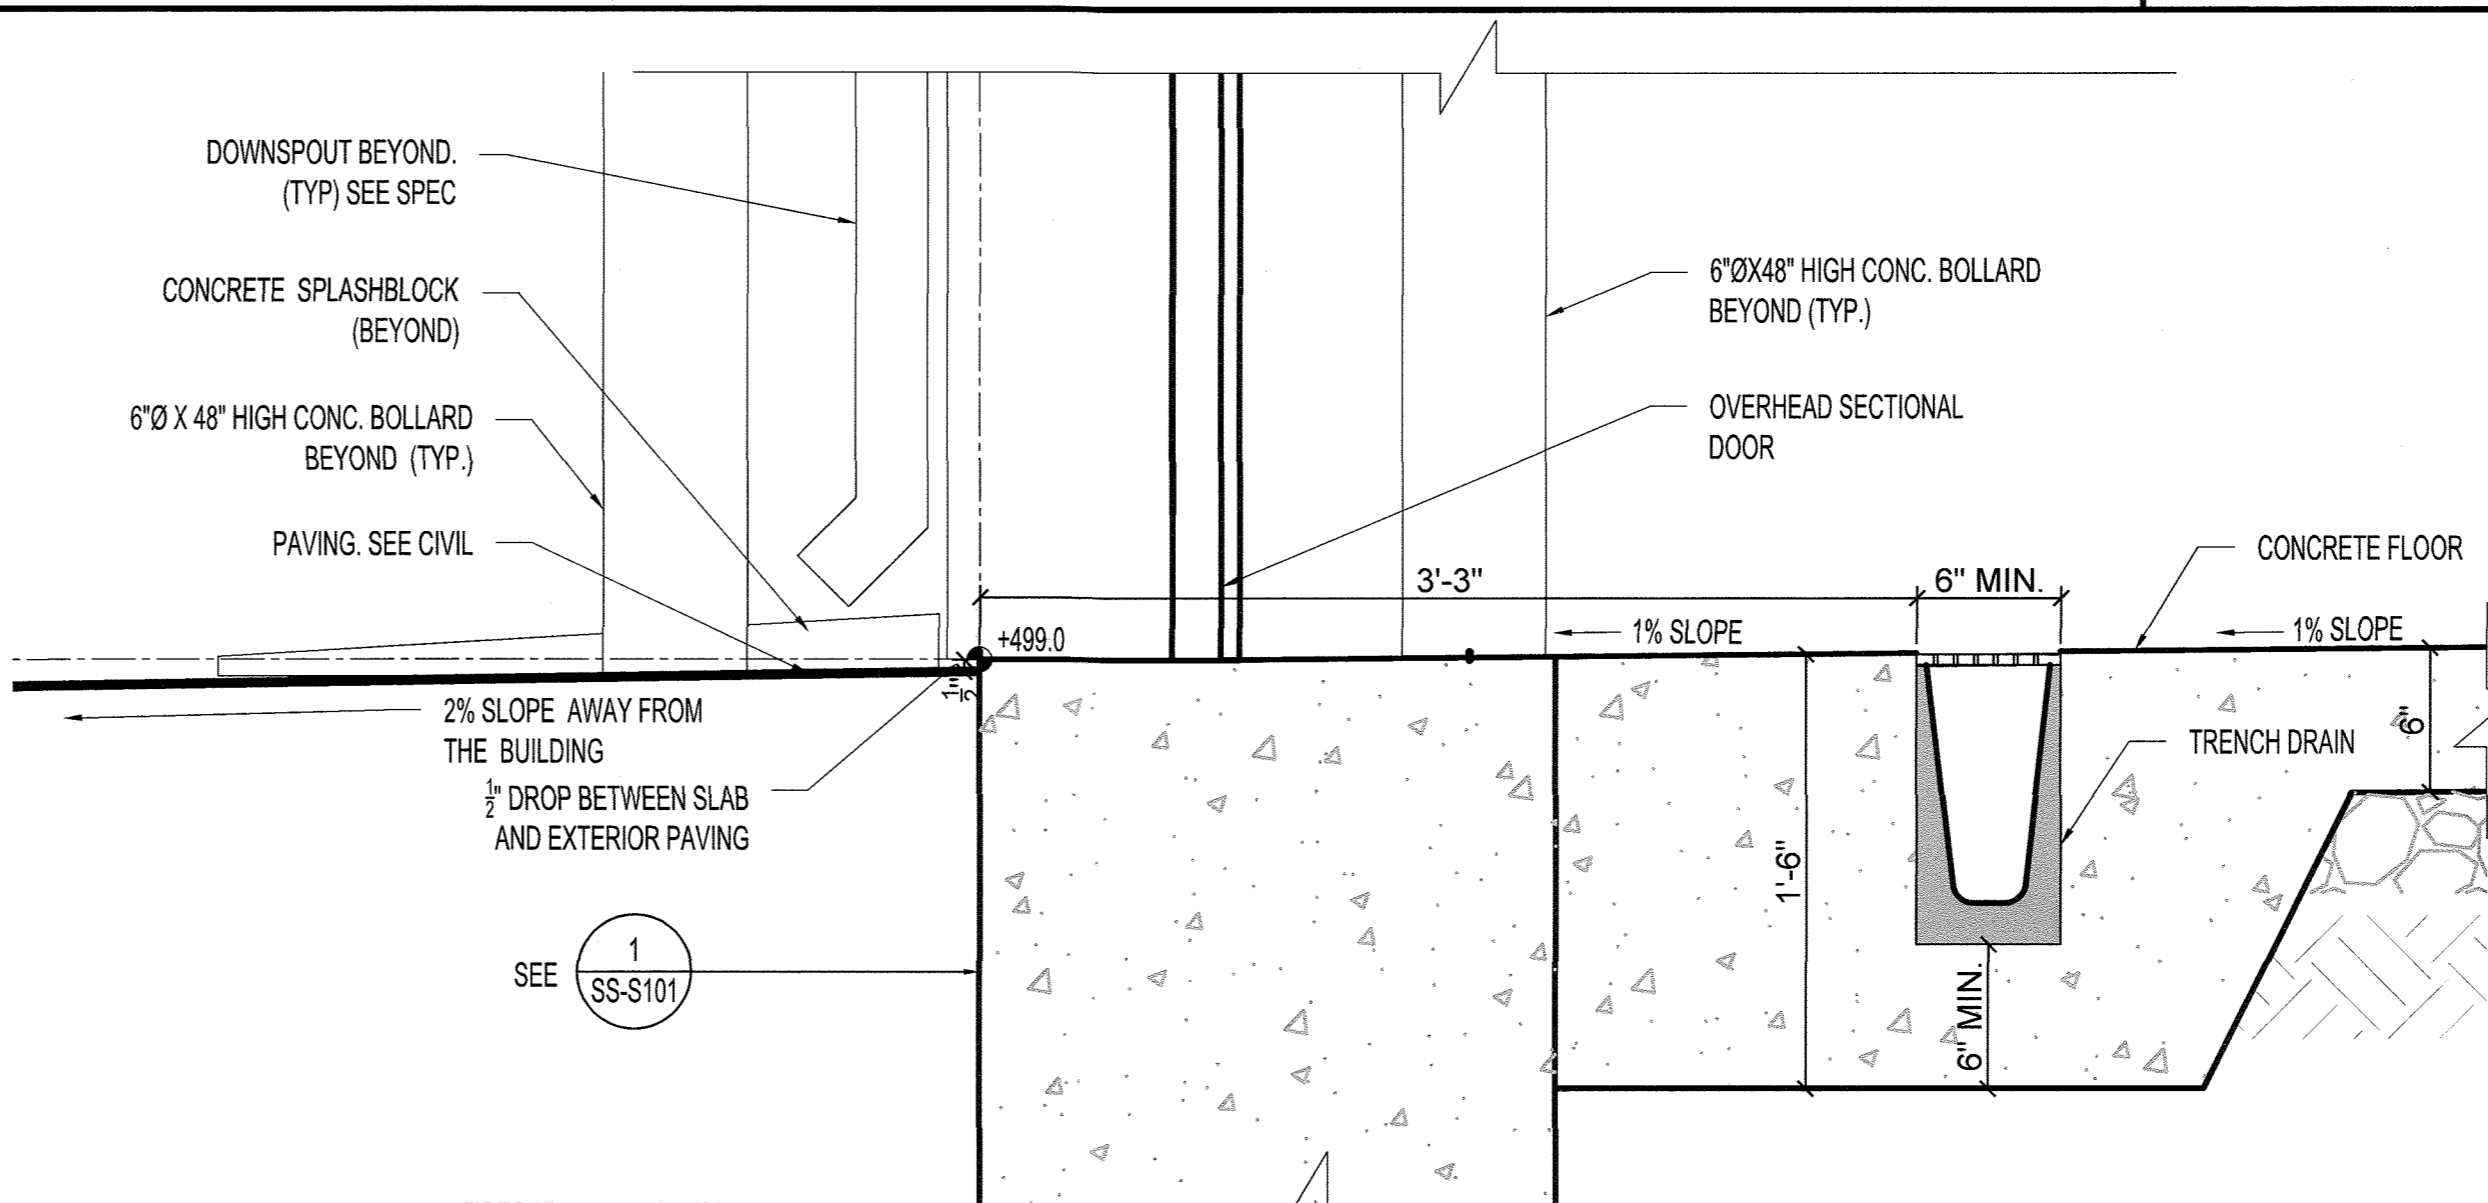 DOWNSPOUT BEYOND.
(TYP) SEE SPEC
CONCRETE SPLASHBLOCK
(BEYOND)
6"Ø X 48" HIGH CONC. BOLLARD
BEYOND (TYP.)
PAVING. SEE CIVIL
2% SLOPE AWAY FROM
THE BUILDING
1/2" DROP BETWEEN SLAB
AND EXTERIOR PAVING
SEE
1
SS-S101
1/2"
+499.0
3'-3"
6" MIN.
1% SLOPE
1% SLOPE
6"ØX48" HIGH CONC. BOLLARD
BEYOND (TYP.)
OVERHEAD SECTIONAL
DOOR
CONCRETE FLOOR
TRENCH DRAIN
6"
1'-6"
6" MIN.